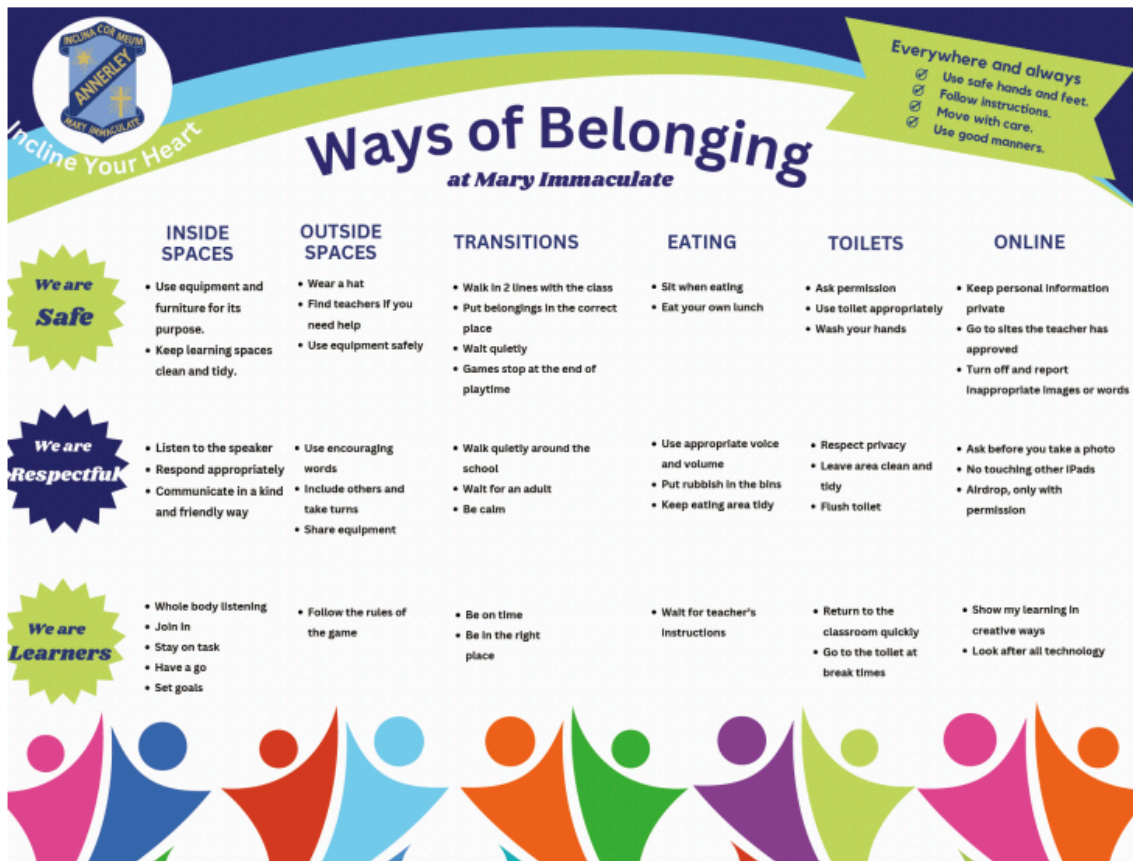 INCLINA COR MEUM
ANNERLEY
MARY IMMACULATE
Incline Your Heart
Everywhere and always
Use safe hands and feet.
Follow instructions.
Move with care.
Use good manners.
Ways of Belonging
at Mary Immaculate
INSIDE
SPACES
OUTSIDE
SPACES
TRANSITIONS
EATING
TOILETS
ONLINE
We are
Safe
• Use equipment and
furniture for its
purpose.
• Keep learning spaces
clean and tidy.
• Wear a hat
• Find teachers if you
need help
• Use equipment safely
• Walk in 2 lines with the class
• Put belongings in the correct
place
• Wait quietly
• Games stop at the end of
playtime
• Sit when eating
• Eat your own lunch
• Ask permission
• Use toilet appropriately
• Wash your hands
• Keep personal information
private
• Go to sites the teacher has
approved
• Turn off and report
inappropriate images or words
We are
Respectful
• Listen to the speaker
• Respond appropriately
• Communicate in a kind
and friendly way
• Use encouraging
words
• Include others and
take turns
• Share equipment
• Walk quietly around the
school
• Wait for an adult
• Be calm
• Use appropriate voice
and volume
• Put rubbish in the bins
• Keep eating area tidy
• Respect privacy
• Leave area clean and
tidy
• Flush toilet
• Ask before you take a photo
• No touching other iPads
• Airdrop, only with
permission
We are
Learners
• Whole body listening
• Join in
• Stay on task
• Have a go
• Set goals
• Follow the rules of
the game
• Be on time
• Be in the right
place
• Wait for teacher's
instructions
• Return to the
classroom quickly
• Go to the toilet at
break times
• Show my learning in
creative ways
• Look after all technology